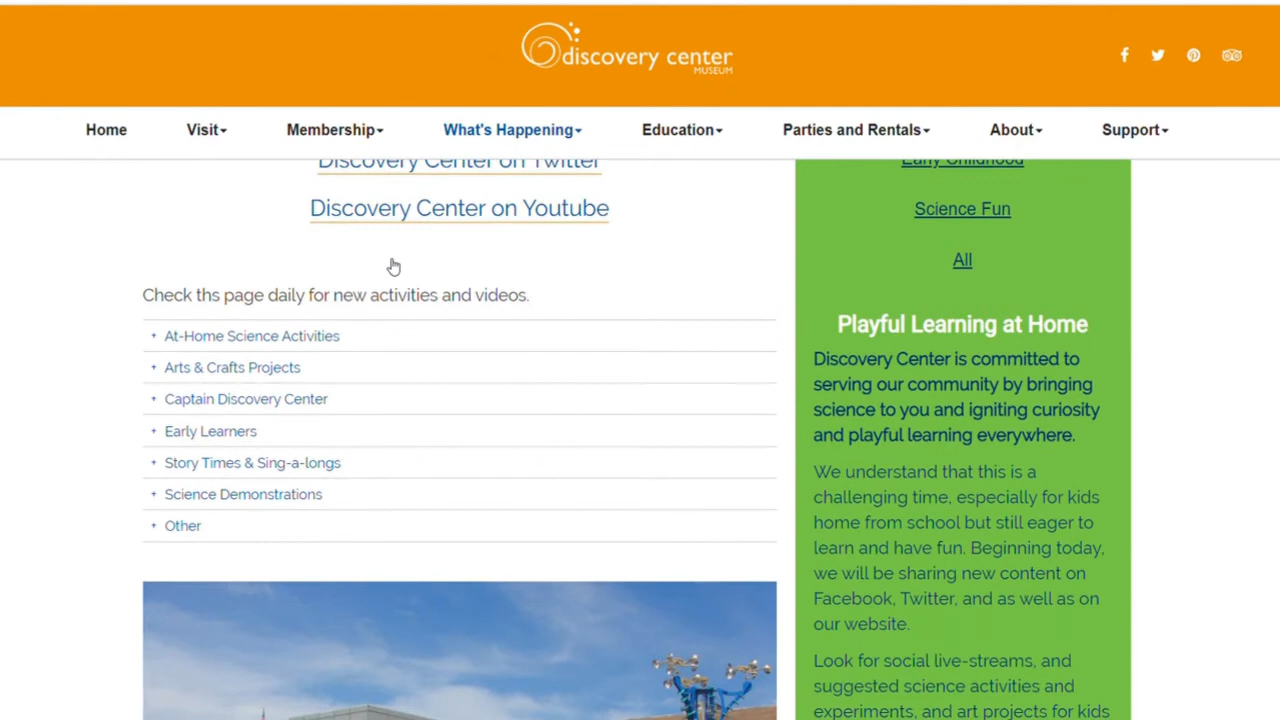 discovery center
MUSEUM
Home Visit Membership What's Happening Education Parties and Rentals About Support
Discovery Center on Twitter
Discovery Center on Youtube
Check ths page daily for new activities and videos.
+ At-Home Science Activities
+ Arts & Crafts Projects
+ Captain Discovery Center
+ Early Learners
+ Story Times & Sing-a-longs
+ Science Demonstrations
+ Other
Early Childhood
Science Fun
All
Playful Learning at Home
Discovery Center is committed to
serving our community by bringing
science to you and igniting curiosity
and playful learning everywhere.
We understand that this is a
challenging time, especially for kids
home from school but still eager to
learn and have fun. Beginning today,
we will be sharing new content on
Facebook, Twitter, and as well as on
our website.
Look for social live-streams, and
suggested science activities and
experiments, and art projects for kids